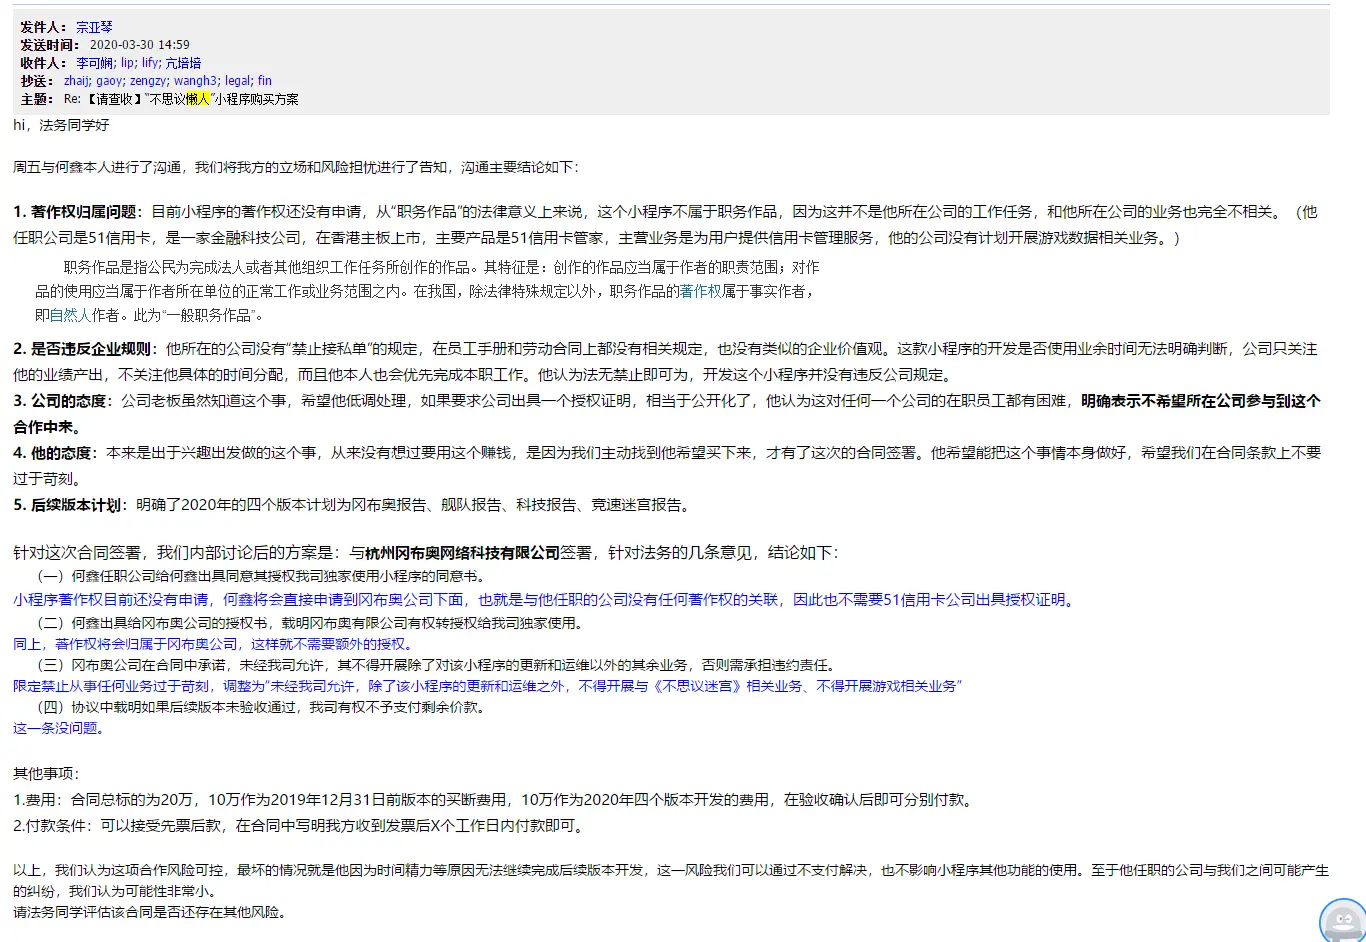 发件人： 宗亚琴
发送时间： 2020-03-30 14:59
收件人： 李可娴; lip; lify; 亢培培
抄送： zhaij; gaoy; zengzy; wangh3; legal; fin
主题： Re: 【请查收】“不思议懒人”小程序购买方案
hi，法务同学好
周五与何鑫本人进行了沟通，我们将我方的立场和风险担忧进行了告知，沟通主要结论如下：
1. 著作权归属问题：目前小程序的著作权还没有申请，从“职务作品”的法律意义上来说，这个小程序不属于职务作品，因为这并不是他所在公司的工作任务，和他所在公司的业务也完全不相关。（他
任职公司是51信用卡，是一家金融科技公司，在香港主板上市，主要产品是51信用卡管家，主营业务是为用户提供信用卡管理服务，他的公司没有计划开展游戏数据相关业务。）
职务作品是指公民为完成法人或者其他组织工作任务所创作的作品。其特征是：创作的作品应当属于作者的职责范围；对作
品的使用应当属于作者所在单位的正常工作或业务范围之内。在我国，除法律特殊规定以外，职务作品的著作权属于事实作者，
即自然人作者。此为“一般职务作品”。
2. 是否违反企业规则：他所在的公司没有“禁止接私单”的规定，在员工手册和劳动合同上都没有相关规定，也没有类似的企业价值观。这款小程序的开发是否使用业余时间无法明确判断，公司只关注
他的业绩产出，不关注他具体的时间分配，而且他本人也会优先完成本职工作。他认为法无禁止即可为，开发这个小程序并没有违反公司规定。
3. 公司的态度：公司老板虽然知道这个事，希望他低调处理，如果要求公司出具一个授权证明，相当于公开化了，他认为这对任何一个公司的在职员工都有困难，明确表示不希望所在公司参与到这个
合作中来。
4. 他的态度：本来是出于兴趣出发做的这个事，从来没有想过要用这个赚钱，是因为我们主动找到他希望买下来，才有了这次的合同签署。他希望能把这个事情本身做好，希望我们在合同条款上不要
过于苛刻。
5. 后续版本计划：明确了2020年的四个版本计划为冈布奥报告、舰队报告、科技报告、竞速迷宫报告。
针对这次合同签署，我们内部讨论后的方案是：与杭州冈布奥网络科技有限公司签署，针对法务的几条意见，结论如下：
（一）何鑫任职公司给何鑫出具同意其授权我司独家使用小程序的同意书。
小程序著作权目前还没有申请，何鑫将会直接申请到冈布奥公司下面，也就是与他任职的公司没有任何著作权的关联，因此也不需要51信用卡公司出具授权证明。
（二）何鑫出具给冈布奥公司的授权书，载明冈布奥有限公司有权转授权给我司独家使用。
同上，著作权将会归属于冈布奥公司，这样就不需要额外的授权。
（三）冈布奥公司在合同中承诺，未经我司允许，其不得开展除了对该小程序的更新和运维以外的其余业务，否则需承担违约责任。
限定禁止从事任何业务过于苛刻，调整为“未经我司允许，除了该小程序的更新和运维之外，不得开展与《不思议迷宫》相关业务、不得开展游戏相关业务”
（四）协议中载明如果后续版本未验收通过，我司有权不予支付剩余价款。
这一条没问题。
其他事项：
1.费用：合同总标的为20万，10万作为2019年12月31日前版本的买断费用，10万作为2020年四个版本开发的费用，在验收确认后即可分别付款。
2.付款条件：可以接受先票后款，在合同中写明我方收到发票后X个工作日内付款即可。
以上，我们认为这项合作风险可控，最坏的情况就是他因为时间精力等原因无法继续完成后续版本开发，这一风险我们可以通过不支付解决，也不影响小程序其他功能的使用。至于他任职的公司与我们之间可能产生
的纠纷，我们认为可能性非常小。
请法务同学评估该合同是否还存在其他风险。